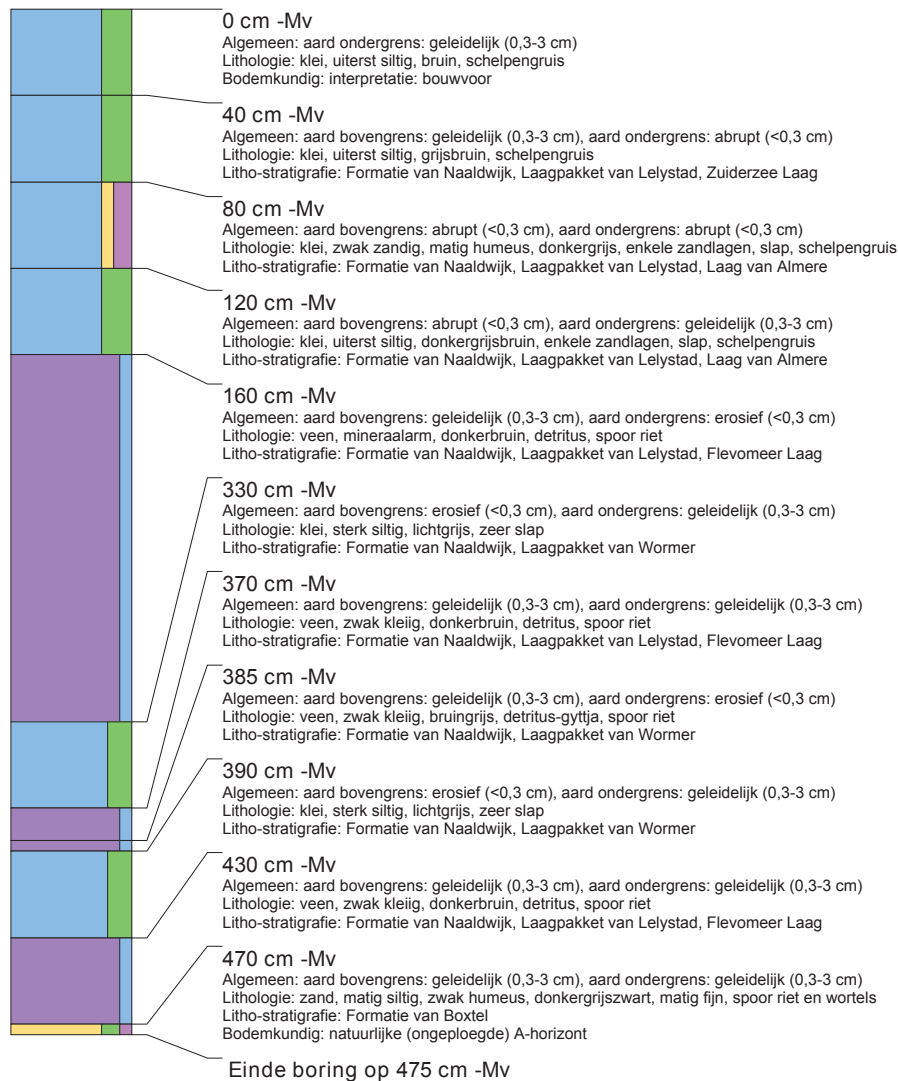 0 cm -Mv
Algemeen: aard ondergrens: geleidelijk (0,3-3 cm)
Lithologie: klei, uiterst siltig, bruin, schelpengruis
Bodemkundig: interpretatie: bouwvoor
40 cm -Mv
Algemeen: aard bovengrens: geleidelijk (0,3-3 cm), aard ondergrens: abrupt (<0,3 cm)
Lithologie: klei, uiterst siltig, grijsbruin, schelpengruis
Litho-stratigrafie: Formatie van Naaldwijk, Laagpakket van Lelystad, Zuiderzee Laag
80 cm -Mv
Algemeen: aard bovengrens: abrupt (<0,3 cm), aard ondergrens: abrupt (<0,3 cm)
Lithologie: klei, zwak zandig, matig humeus, donkergrijs, enkele zandlagen, slap, schelpengruis
Litho-stratigrafie: Formatie van Naaldwijk, Laagpakket van Lelystad, Laag van Almere
120 cm -Mv
Algemeen: aard bovengrens: abrupt (<0,3 cm), aard ondergrens: geleidelijk (0,3-3 cm)
Lithologie: klei, uiterst siltig, donkergrijsbruin, enkele zandlagen, slap, schelpengruis
Litho-stratigrafie: Formatie van Naaldwijk, Laagpakket van Lelystad, Laag van Almere
160 cm -Mv
Algemeen: aard bovengrens: geleidelijk (0,3-3 cm), aard ondergrens: erosief (<0,3 cm)
Lithologie: veen, mineraalarm, donkerbruin, detritus, spoor riet
Litho-stratigrafie: Formatie van Naaldwijk, Laagpakket van Lelystad, Flevomeer Laag
330 cm -Mv
Algemeen: aard bovengrens: erosief (<0,3 cm), aard ondergrens: geleidelijk (0,3-3 cm)
Lithologie: klei, sterk siltig, lichtgrijs, zeer slap
Litho-stratigrafie: Formatie van Naaldwijk, Laagpakket van Wormer
370 cm -Mv
Algemeen: aard bovengrens: geleidelijk (0,3-3 cm), aard ondergrens: geleidelijk (0,3-3 cm)
Lithologie: veen, zwak kleiig, donkerbruin, detritus, spoor riet
Litho-stratigrafie: Formatie van Naaldwijk, Laagpakket van Lelystad, Flevomeer Laag
385 cm -Mv
Algemeen: aard bovengrens: geleidelijk (0,3-3 cm), aard ondergrens: erosief (<0,3 cm)
Lithologie: veen, zwak kleiig, bruingrijs, detritus-gyttja, spoor riet
Litho-stratigrafie: Formatie van Naaldwijk, Laagpakket van Wormer
390 cm -Mv
Algemeen: aard bovengrens: erosief (<0,3 cm), aard ondergrens: geleidelijk (0,3-3 cm)
Lithologie: klei, sterk siltig, lichtgrijs, zeer slap
Litho-stratigrafie: Formatie van Naaldwijk, Laagpakket van Wormer
430 cm -Mv
Algemeen: aard bovengrens: geleidelijk (0,3-3 cm), aard ondergrens: geleidelijk (0,3-3 cm)
Lithologie: veen, zwak kleiig, donkerbruin, detritus, spoor riet
Litho-stratigrafie: Formatie van Naaldwijk, Laagpakket van Lelystad, Flevomeer Laag
470 cm -Mv
Algemeen: aard bovengrens: geleidelijk (0,3-3 cm), aard ondergrens: geleidelijk (0,3-3 cm)
Lithologie: zand, matig siltig, zwak humeus, donkergrijszwart, matig fijn, spoor riet en wortels
Litho-stratigrafie: Formatie van Boxtel
Bodemkundig: natuurlijke (ongeploegde) A-horizont
Einde boring op 475 cm -Mv